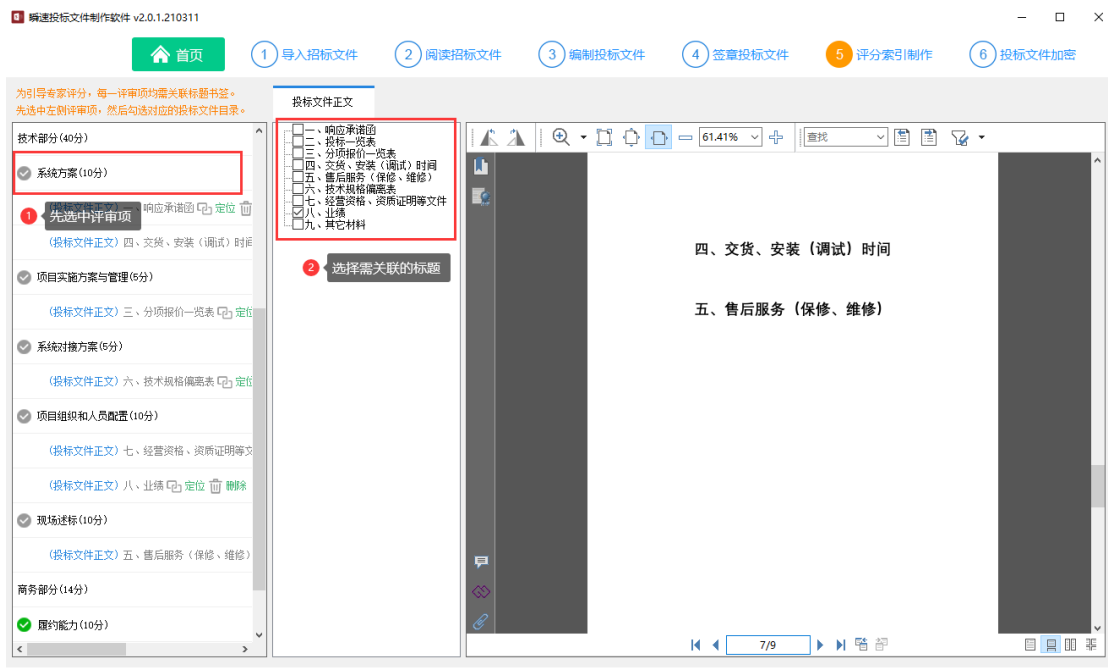 瞬速投标文件制作软件 v2.0.1.210311
首页
1 导入招标文件
2 阅读招标文件
3 编制投标文件
4 签章投标文件
5 评分索引制作
6 投标文件加密
为引导专家评分，每一评审项均需关联标题书签。
先选中左则评审项，然后勾选对应的投标文件目录。
技术部分(40分)
系统方案(10分)
一、响应承诺函 定位
1 先选中评审项
(投标文件正文) 四、交货、安装（调试）时间
项目实施方案与管理(5分)
(投标文件正文) 三、分项报价一览表 定位
系统对接方案(5分)
(投标文件正文) 六、技术规格偏离表 定位
项目组织和人员配置(10分)
(投标文件正文) 七、经营资格、资质证明等文
(投标文件正文) 八、业绩 定位 删除
现场述标(10分)
(投标文件正文) 五、售后服务（保修、维修）
商务部分(14分)
履约能力(10分)
投标文件正文
一、响应承诺函
二、投标一览表
三、分项报价一览表
四、交货、安装（调试）时间
五、售后服务（保修、维修）
六、技术规格偏离表
七、经营资格、资质证明等文件
八、业绩
九、其它材料
2 选择需关联的标题
61.41%
查找
四、交货、安装（调试）时间
五、售后服务（保修、维修）
7/9